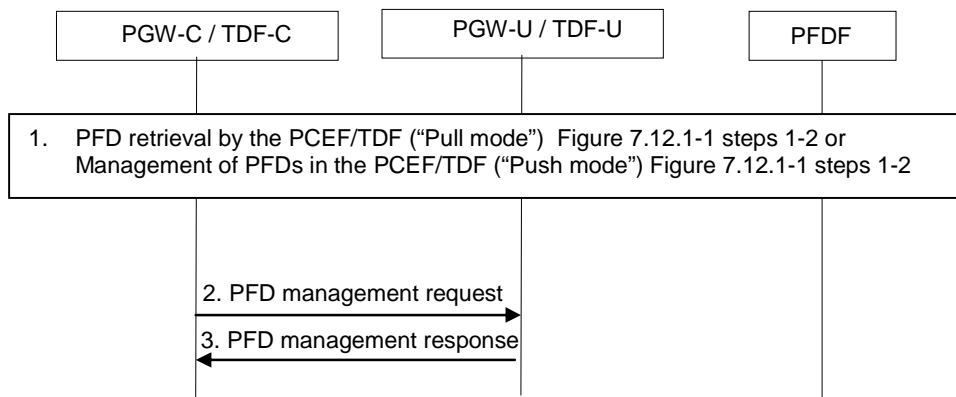 PGW-C / TDF-C
PGW-U / TDF-U
PFDF
1. PFD retrieval by the PCEF/TDF (“Pull mode”) Figure 7.12.1-1 steps 1-2 or
Management of PFDs in the PCEF/TDF (“Push mode”) Figure 7.12.1-1 steps 1-2
2. PFD management request
3. PFD management response